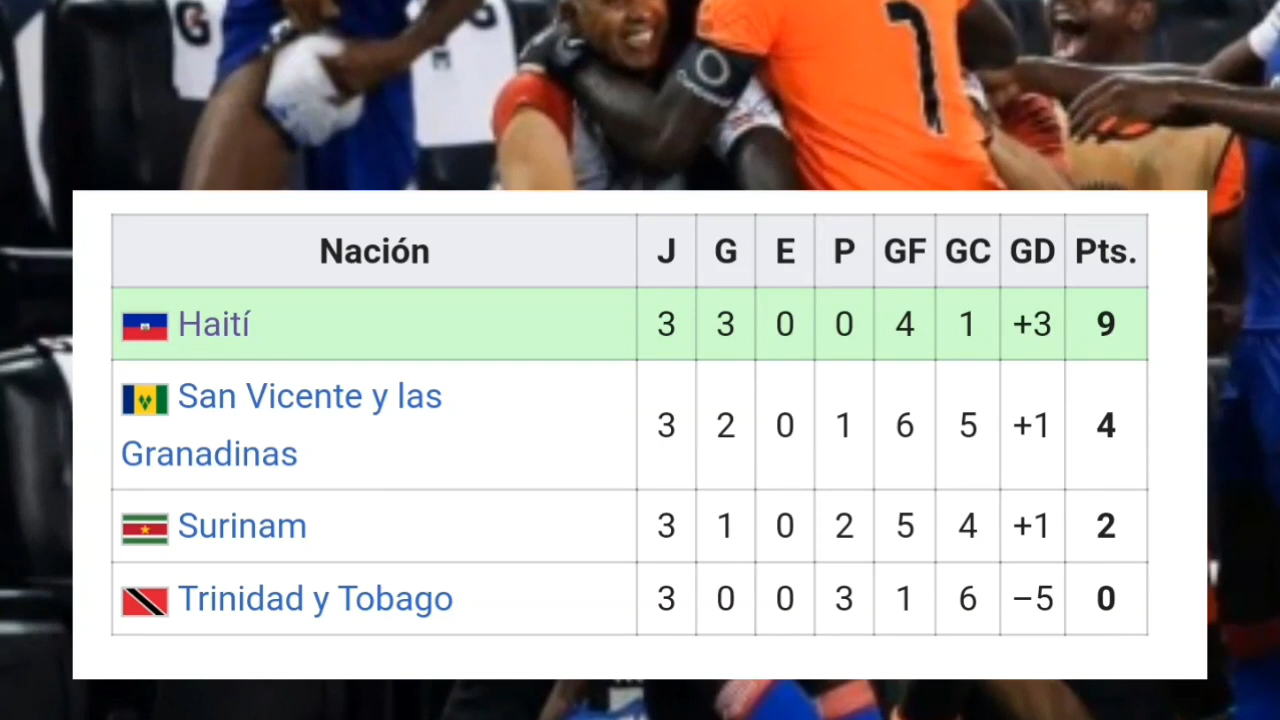 G
G
7
Nación J G E P GF GC GD Pts.
Haití 3 3 0 0 4 1 +3 9
San Vicente y las
Granadinas 3 2 0 1 6 5 +1 4
Surinam 3 1 0 2 5 4 +1 2
Trinidad y Tobago 3 0 0 3 1 6 −5 0